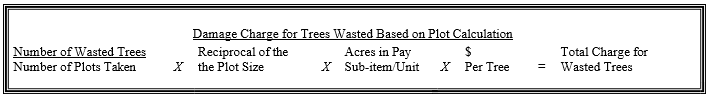 Damage Charge for Trees Wasted Based on Plot Calculation
Number of Wasted Trees Reciprocal of the Acres in Pay $ Total Charge for
Number of Plots Taken X the Plot Size X Sub-item/Unit X Per Tree = Wasted Trees